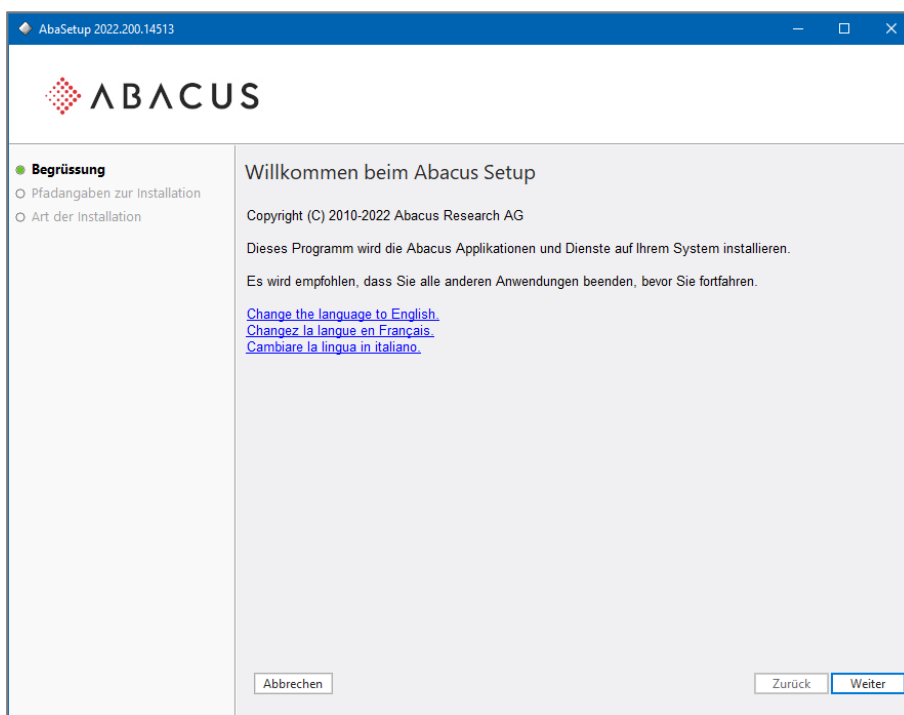 AbaSetup 2022.200.14513
ABACUS
Begrüssung
Pfadangaben zur Installation
Art der Installation
Willkommen beim Abacus Setup
Copyright (C) 2010-2022 Abacus Research AG
Dieses Programm wird die Abacus Applikationen und Dienste auf Ihrem System installieren.
Es wird empfohlen, dass Sie alle anderen Anwendungen beenden, bevor Sie fortfahren.
Change the language to English.
Changez la langue en Français.
Cambiare la lingua in italiano.
Abbrechen
Zurück
Weiter